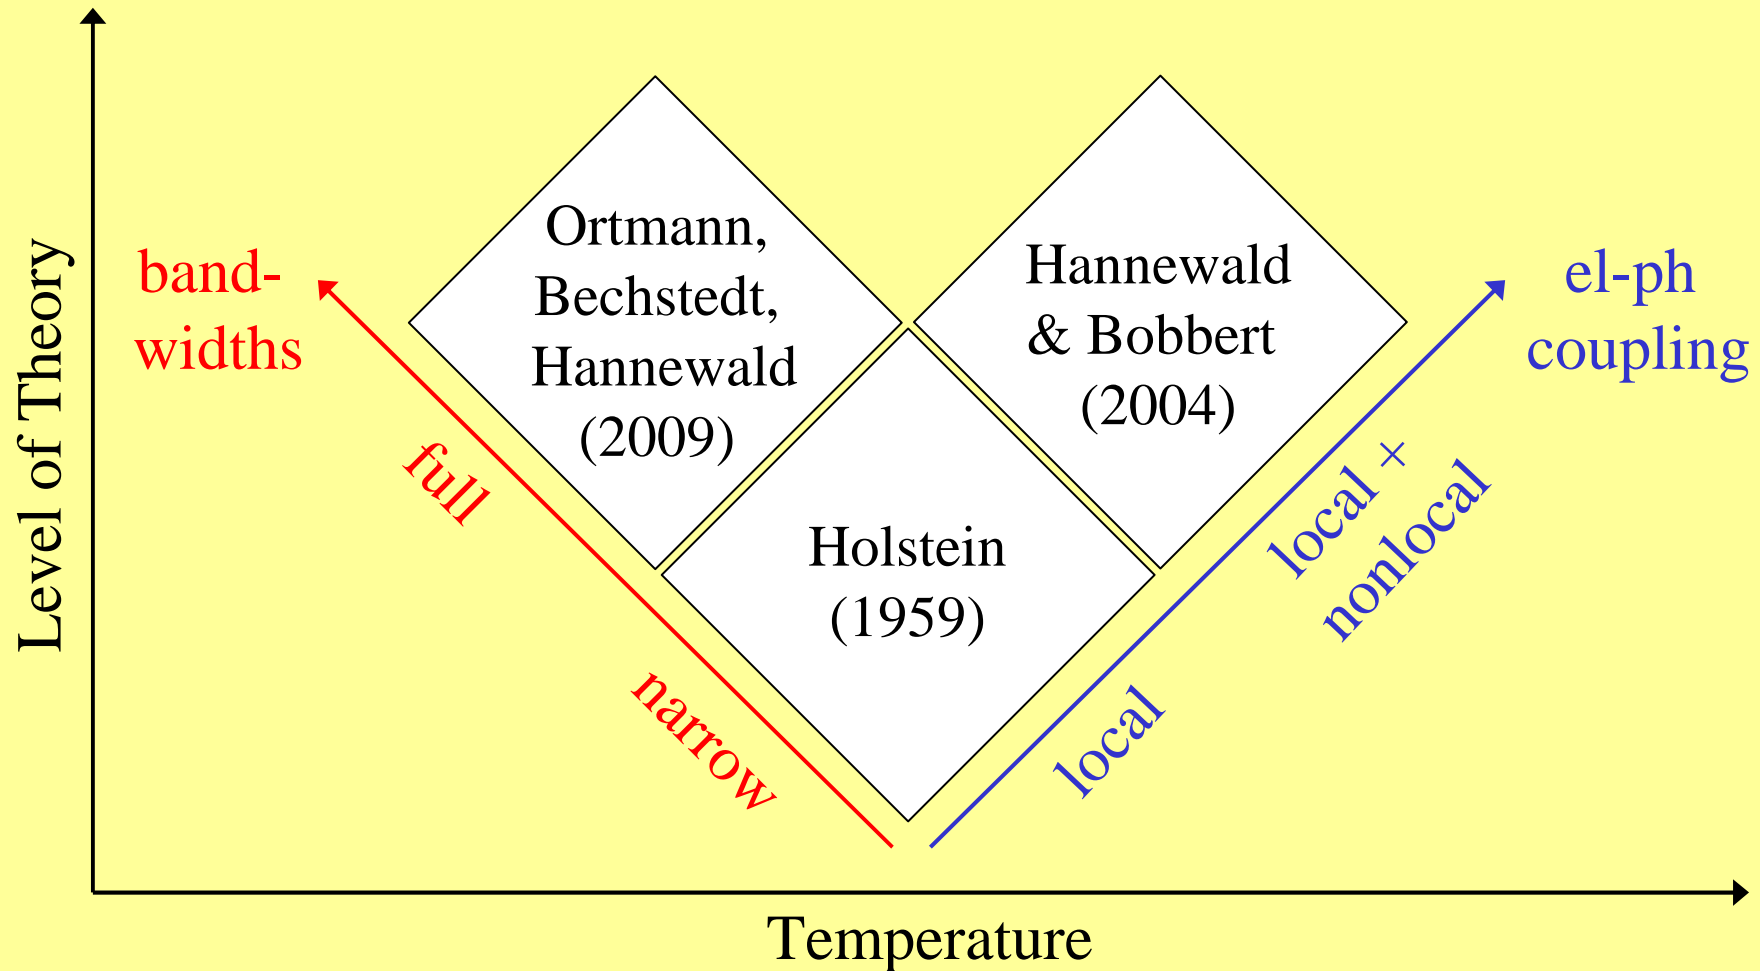 Level of Theory
band-
widths
full
narrow
Ortmann,
Bechstedt,
Hannewald
(2009)
Hannewald
& Bobbert
(2004)
Holstein
(1959)
el-ph
coupling
local +
nonlocal
local
Temperature